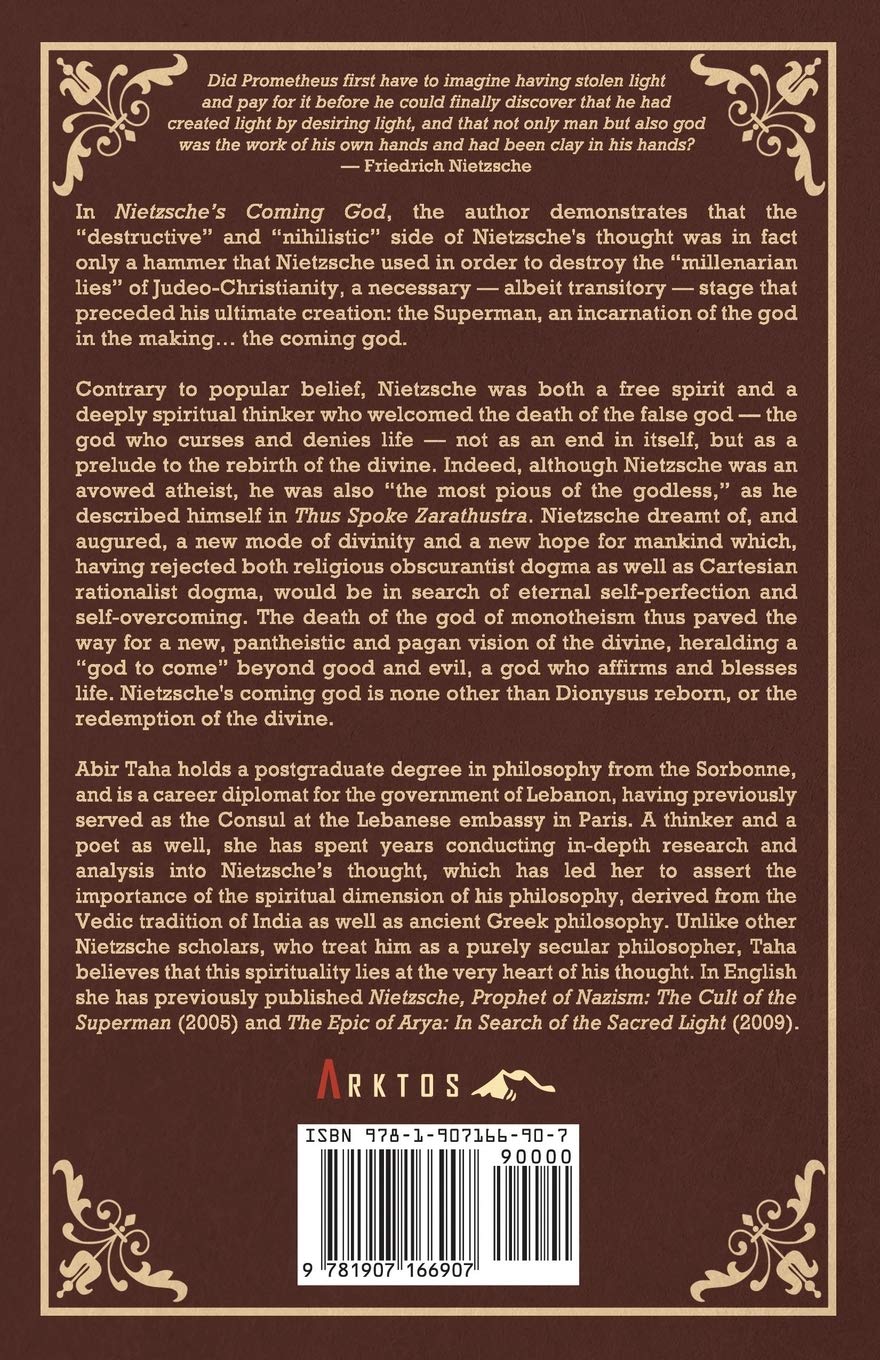 Did Prometheus first have to imagine having stolen light
and pay for it before he could finally discover that he had
created light by desiring light, and that not only man but also god
was the work of his own hands and had been clay in his hands?
— Friedrich Nietzsche
In Nietzsche’s Coming God, the author demonstrates that the
“destructive” and “nihilistic” side of Nietzsche's thought was in fact
only a hammer that Nietzsche used in order to destroy the “millenarian
lies” of Judeo-Christianity, a necessary — albeit transitory — stage that
preceded his ultimate creation: the Superman, an incarnation of the god
in the making… the coming god.
Contrary to popular belief, Nietzsche was both a free spirit and a
deeply spiritual thinker who welcomed the death of the false god — the
god who curses and denies life — not as an end in itself, but as a
prelude to the rebirth of the divine. Indeed, although Nietzsche was an
avowed atheist, he was also “the most pious of the godless,” as he
described himself in Thus Spoke Zarathustra. Nietzsche dreamt of, and
augured, a new mode of divinity and a new hope for mankind which,
having rejected both religious obscurantist dogma as well as Cartesian
rationalist dogma, would be in search of eternal self-perfection and
self-overcoming. The death of the god of monotheism thus paved the
way for a new, pantheistic and pagan vision of the divine, heralding a
“god to come” beyond good and evil, a god who affirms and blesses
life. Nietzsche's coming god is none other than Dionysus reborn, or the
redemption of the divine.
Abir Taha holds a postgraduate degree in philosophy from the Sorbonne,
and is a career diplomat for the government of Lebanon, having previously
served as the Consul at the Lebanese embassy in Paris. A thinker and a
poet as well, she has spent years conducting in-depth research and
analysis into Nietzsche’s thought, which has led her to assert the
importance of the spiritual dimension of his philosophy, derived from the
Vedic tradition of India as well as ancient Greek philosophy. Unlike other
Nietzsche scholars, who treat him as a purely secular philosopher, Taha
believes that this spirituality lies at the very heart of his thought. In English
she has previously published Nietzsche, Prophet of Nazism: The Cult of the
Superman (2005) and The Epic of Arya: In Search of the Sacred Light (2009).
ARKTOS
ISBN 978-1-907166-90-7
90000
9 781907 166907